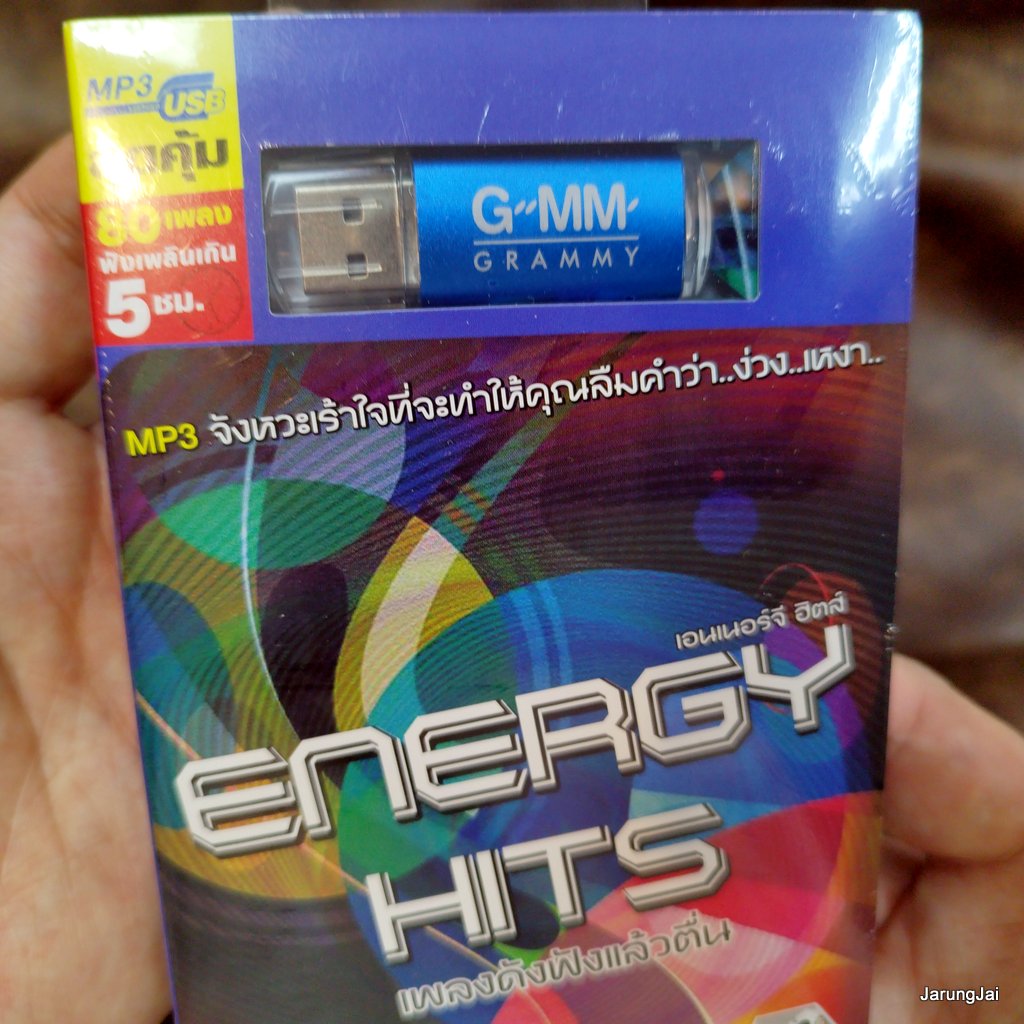 MP3
USB
สุดคุ้ม
80 เพลง
ฟังเพลินเกิน
5 ชม.
GMM
GRAMMY
MP3 จังหวะเร้าใจที่จะทำให้คุณลืมคำว่า..ง่วง..เหงา..
เอนเนอร์จี ฮิตส์
ENERGY
HITS
เพลงดังฟังแล้วตื่น
JarungJai